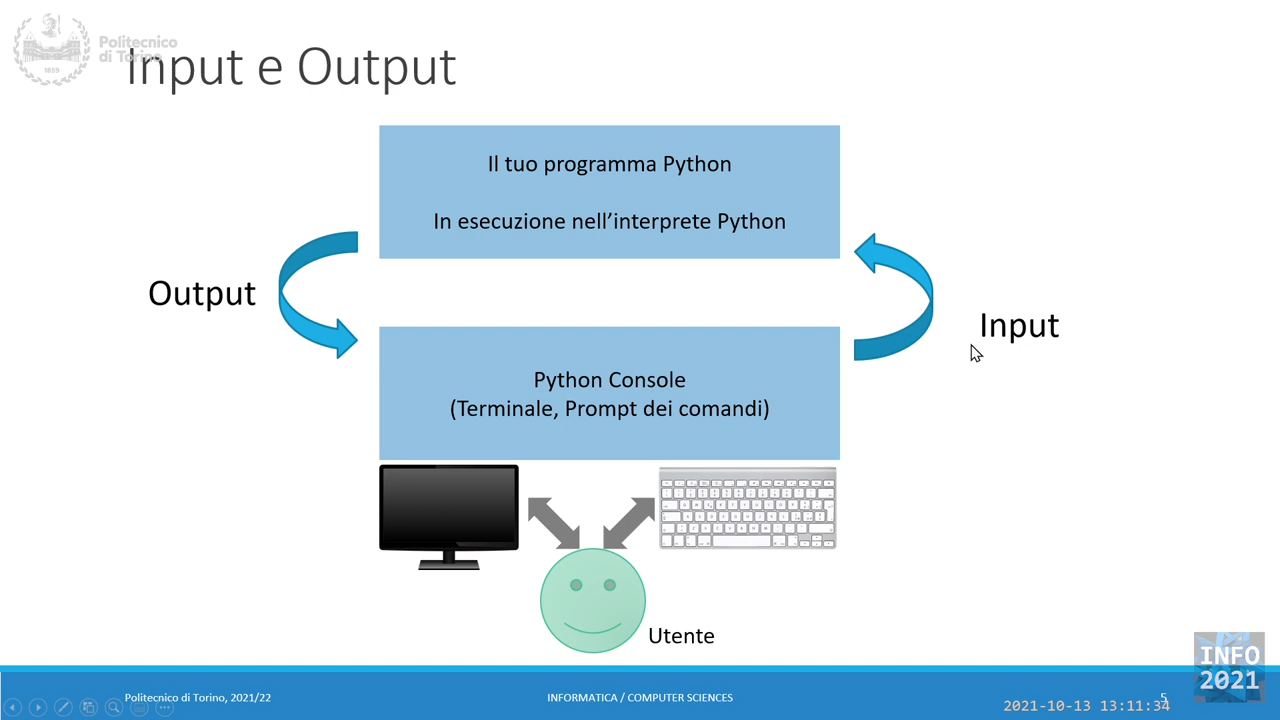 Politecnico
di Torino
1859
Input e Output
Il tuo programma Python
In esecuzione nell’interprete Python
Output
Input
Python Console
(Terminale, Prompt dei comandi)
Utente
INFO
2021
Politecnico di Torino, 2021/22
INFORMATICA / COMPUTER SCIENCES
5
2021-10-13 13:11:34